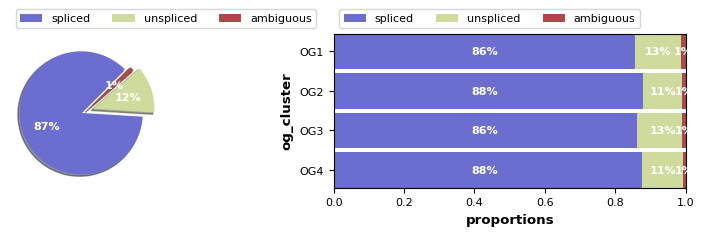 spliced unspliced ambiguous
1%
12%
87%
spliced unspliced ambiguous
og_cluster
OG1 86% 13% 1%
OG2 88% 11% 1%
OG3 86% 13% 1%
OG4 88% 11% 1%
0.0 0.2 0.4 0.6 0.8 1.0
proportions